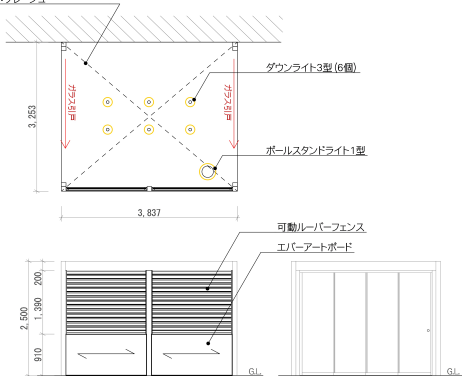 ダウンライト3型(6個)
ガラス引戸
ガラス引戸
3,253
ポールスタンドライト1型
3,837
可動ルーバーフェンス
エバーアートボード
2,500
200
1,390
910
G.L.
G.L.